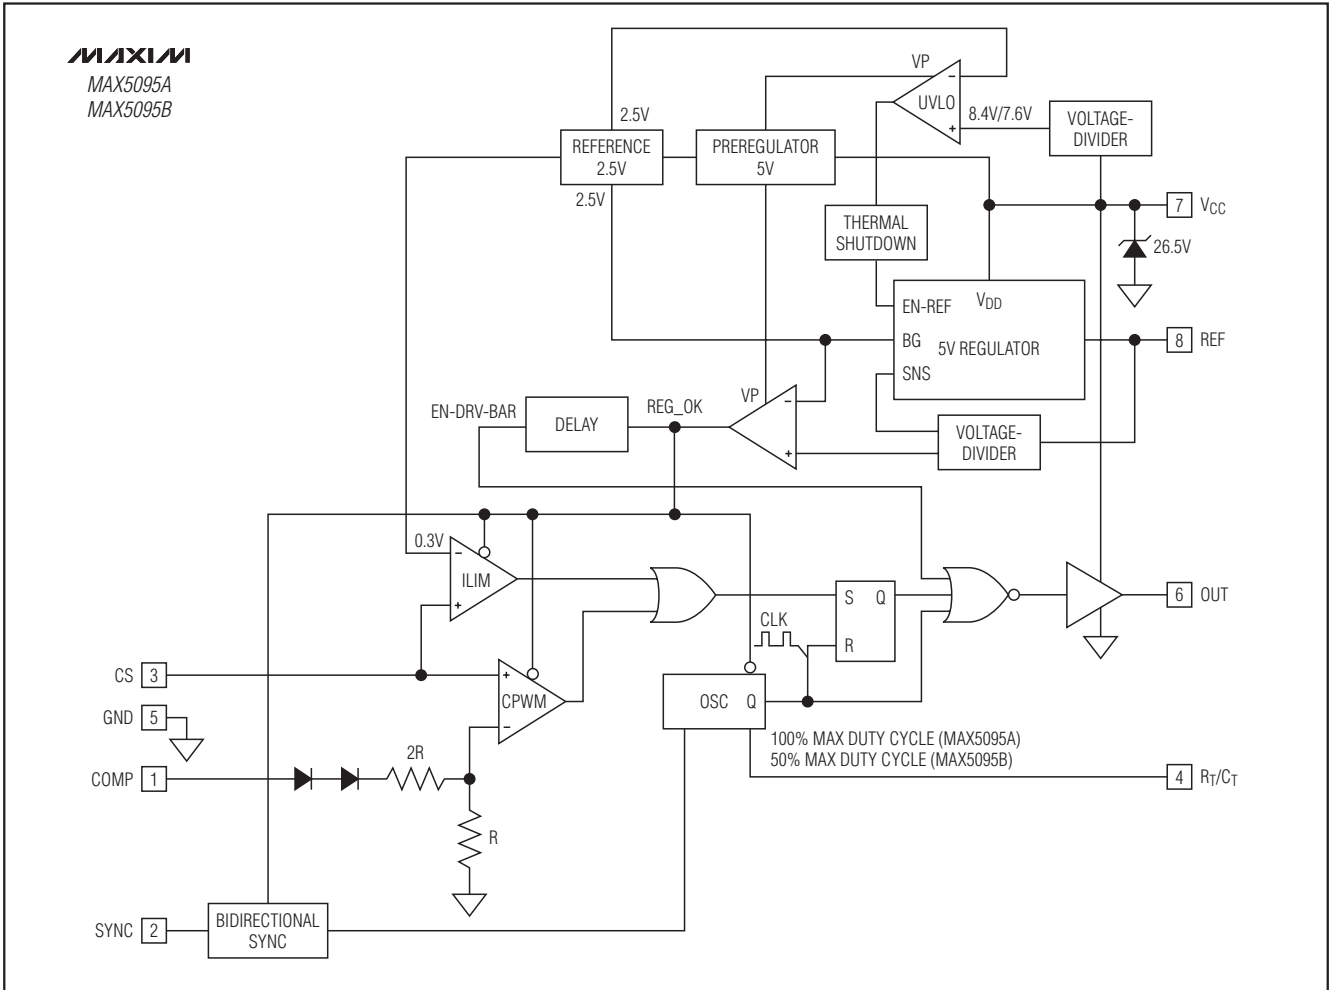 MAXIM
MAX5095A
MAX5095B
VP
−
UVLO
+
8.4V/7.6V
VOLTAGE-
DIVIDER
2.5V
REFERENCE
2.5V
2.5V
PREREGULATOR
5V
THERMAL
SHUTDOWN
7 VCC
26.5V
EN-REF
VDD
BG
5V REGULATOR
SNS
8 REF
VP
−
+
REG_OK
DELAY
EN-DRV-BAR
VOLTAGE-
DIVIDER
0.3V
−
ILIM
+
S Q
R
CLK
6 OUT
CS 3
+
CPWM
−
OSC Q
GND 5
100% MAX DUTY CYCLE (MAX5095A)
50% MAX DUTY CYCLE (MAX5095B)
COMP 1
2R
4 RT/CT
R
SYNC 2
BIDIRECTIONAL
SYNC